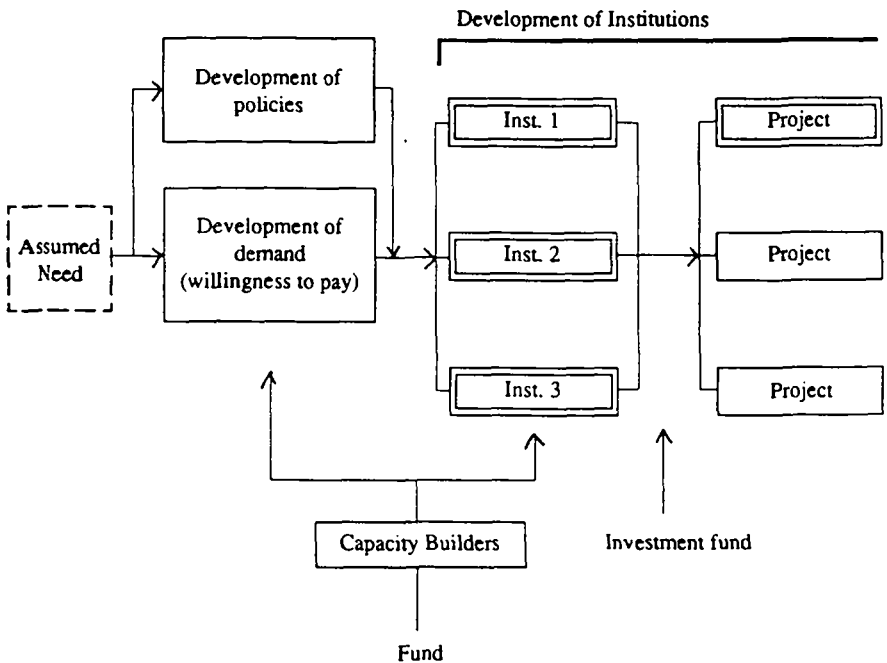 Development of Institutions
Development of
policies
Assumed
Need
Development of
demand
(willingness to pay)
Inst. 1
Inst. 2
Inst. 3
Project
Project
Project
Capacity Builders
Investment fund
Fund